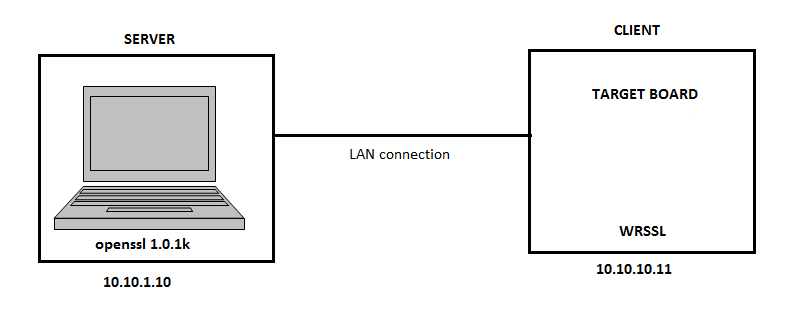 SERVER
CLIENT
TARGET BOARD
LAN connection
openssl 1.0.1k
WRSSL
10.10.1.10
10.10.10.11